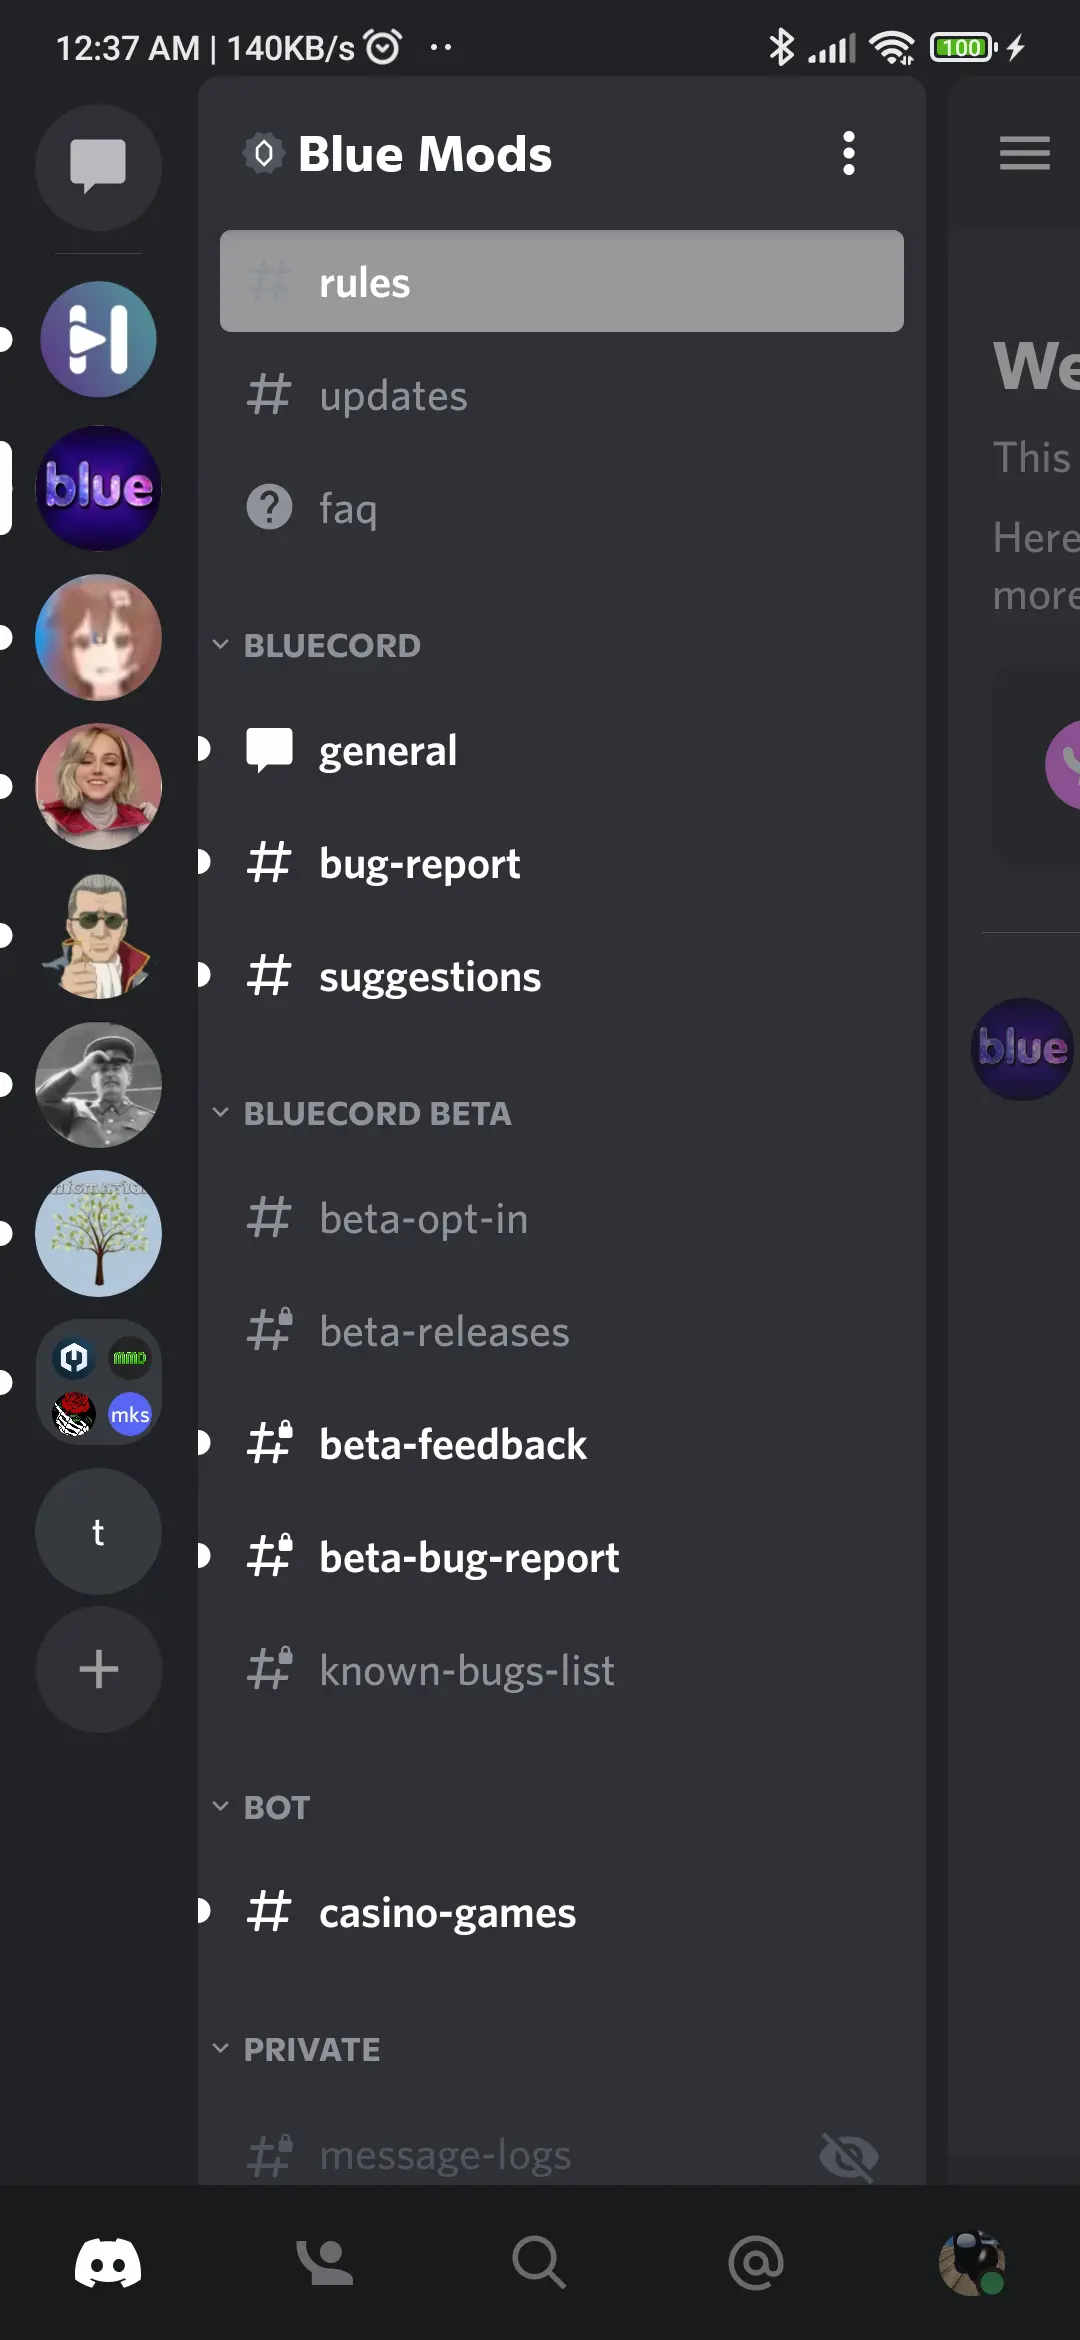 12:37 AM | 140KB/s
100
Blue Mods
rules
updates
faq
BLUECORD
general
bug-report
suggestions
BLUECORD BETA
beta-opt-in
beta-releases
beta-feedback
beta-bug-report
known-bugs-list
BOT
casino-games
PRIVATE
message-logs
blue
MMD
mks
t
We
This
Here
more
blue